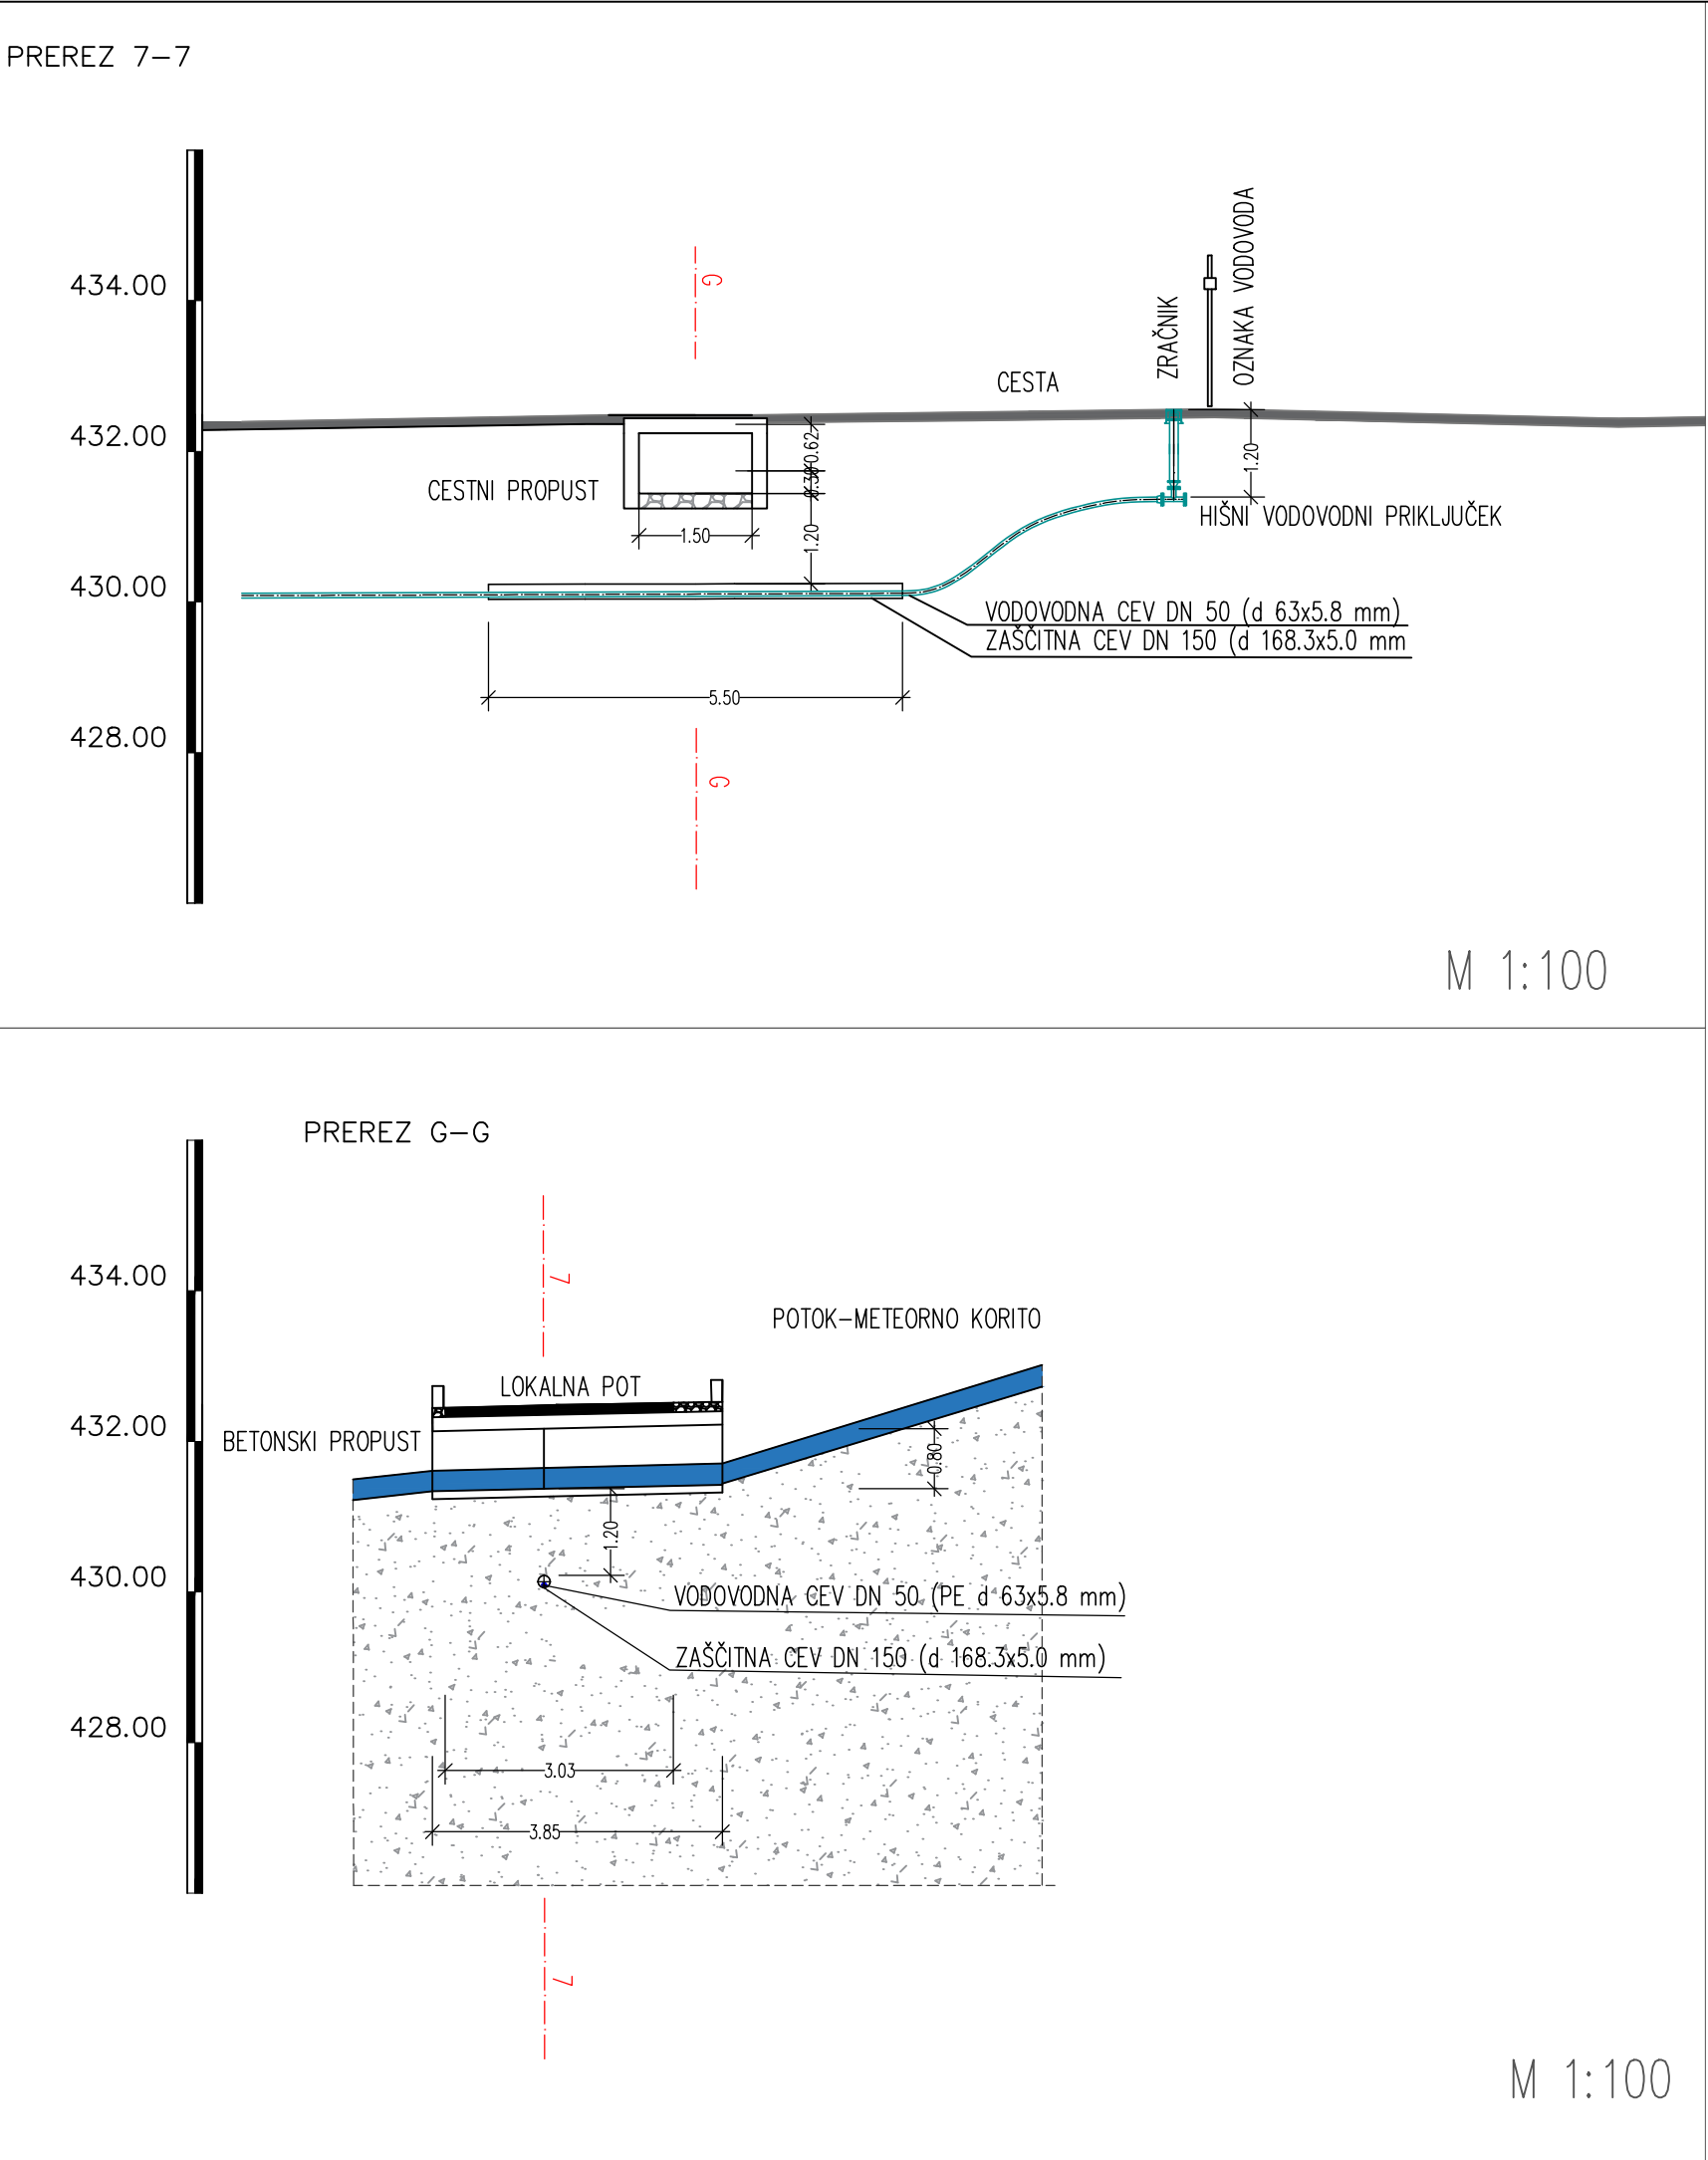 PREREZ 7-7
434.00
432.00
430.00
428.00
G
CESTA
ZRAČNIK
OZNAKA VODOVODA
CESTNI PROPUST
0.62
0.30
1.20
1.50
1.20
HIŠNI VODOVODNI PRIKLJUČEK
VODOVODNA CEV DN 50 (d 63x5.8 mm)
ZAŠČITNA CEV DN 150 (d 168.3x5.0 mm
5.50
G
M 1:100
PREREZ G-G
434.00
432.00
430.00
428.00
7
POTOK-METEORNO KORITO
LOKALNA POT
BETONSKI PROPUST
0.80
1.20
VODOVODNA CEV DN 50 (PE d 63x5.8 mm)
ZAŠČITNA CEV DN 150 (d 168.3x5.0 mm)
3.03
3.85
7
M 1:100